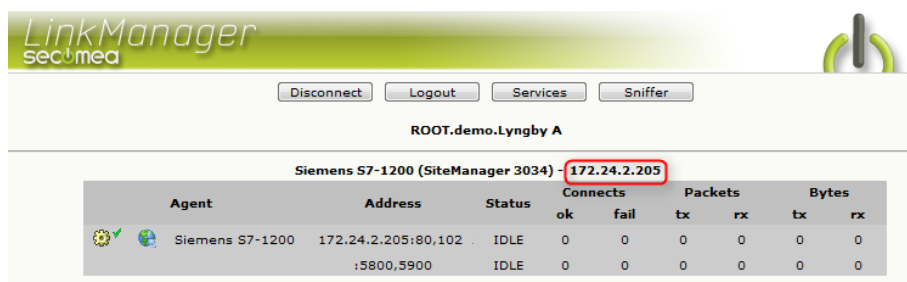 LinkManager
secomea
Disconnect Logout Services Sniffer
ROOT.demo.Lyngby A
Siemens S7-1200 (SiteManager 3034) - 172.24.2.205
Agent Address Status Connects Packets Bytes
ok fail tx rx tx rx
Siemens S7-1200 172.24.2.205:80,102 IDLE 0 0 0 0 0 0
:5800,5900 IDLE 0 0 0 0 0 0